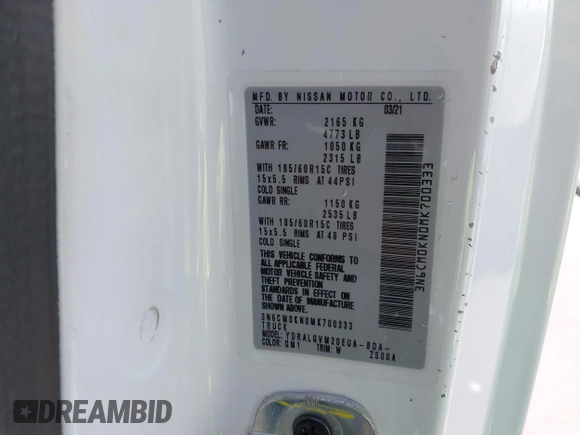 MFD. BY NISSAN MOTOR CO., LTD.
DATE: 03/21
GVWR: 2165 KG
4773 LB
GAWR FR: 1050 KG
2315 LB
WITH 185/60R15C TIRES
15x5.5 RIMS AT 44PSI
COLD SINGLE
GAWR RR: 1150 KG
2535 LB
WITH 185/60R15C TIRES
15x5.5 RIMS AT 48 PSI
COLD SINGLE
THIS VEHICLE CONFORMS TO
ALL APPLICABLE FEDERAL
MOTOR VEHICLE SAFETY AND
THEFT PREVENTION
STANDARDS IN EFFECT ON
THE DATE OF MANUFACTURE
SHOWN ABOVE.
3N6CM0KN0MK700333
TRUCK
YDRALGVM20EUA-BDA-
COLOR: QM1 TRIM: W ZS00A
3N6CM0KN0MK700333
DREAMBID